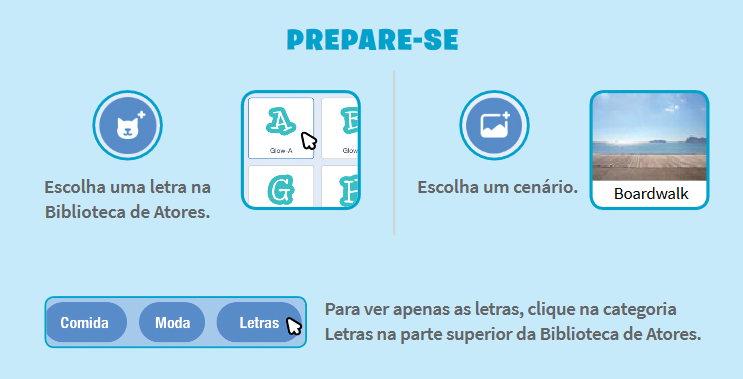 PREPARE-SE
Escolha uma letra na
Biblioteca de Atores.
A
Glow-A
Glow
G
Escolha um cenário.
Boardwalk
Comida
Moda
Letras
Para ver apenas as letras, clique na categoria
Letras na parte superior da Biblioteca de Atores.